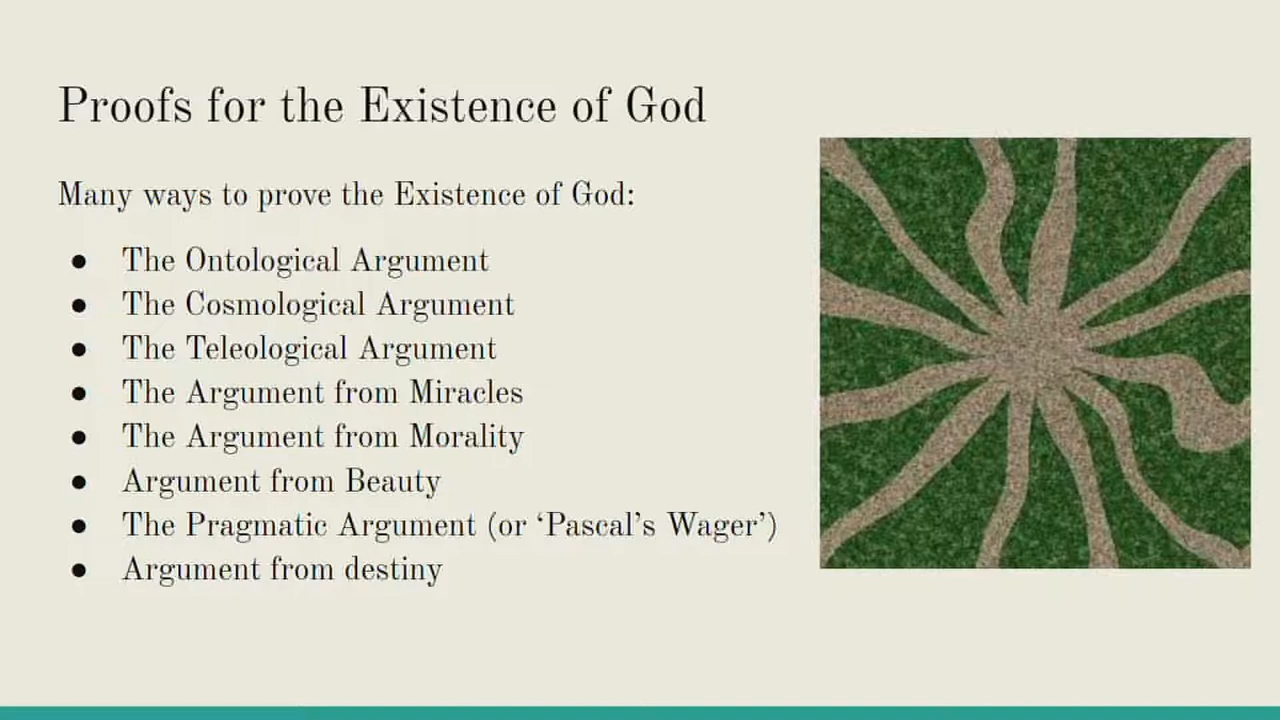 Proofs for the Existence of God
Many ways to prove the Existence of God:
● The Ontological Argument
● The Cosmological Argument
● The Teleological Argument
● The Argument from Miracles
● The Argument from Morality
● Argument from Beauty
● The Pragmatic Argument (or ‘Pascal’s Wager’)
● Argument from destiny